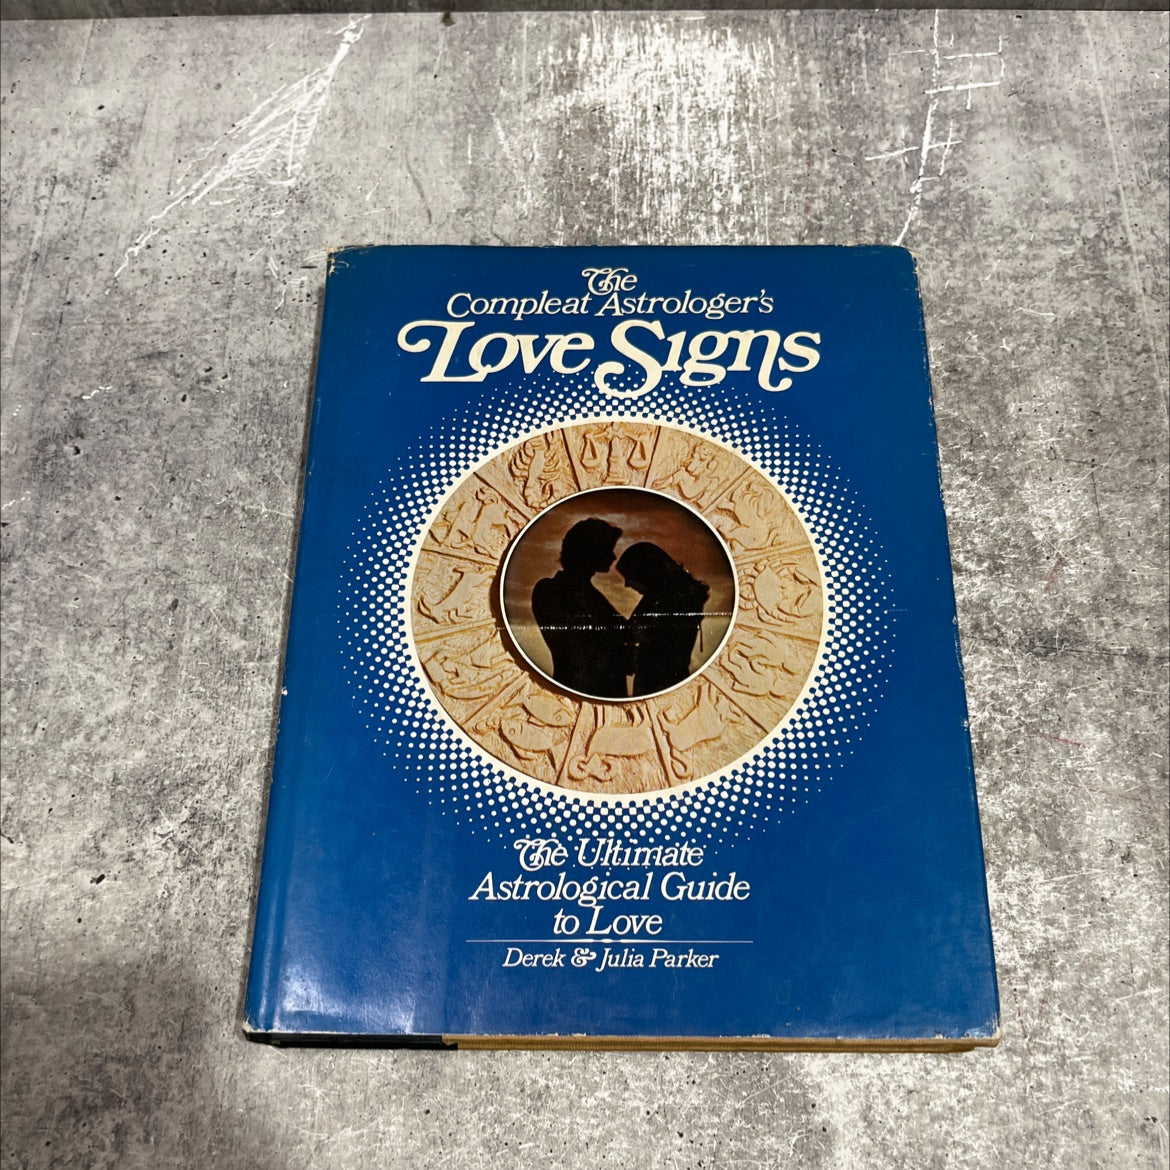 The
Compleat Astrologer's
Love Signs
The Ultimate
Astrological Guide
to Love
Derek & Julia Parker